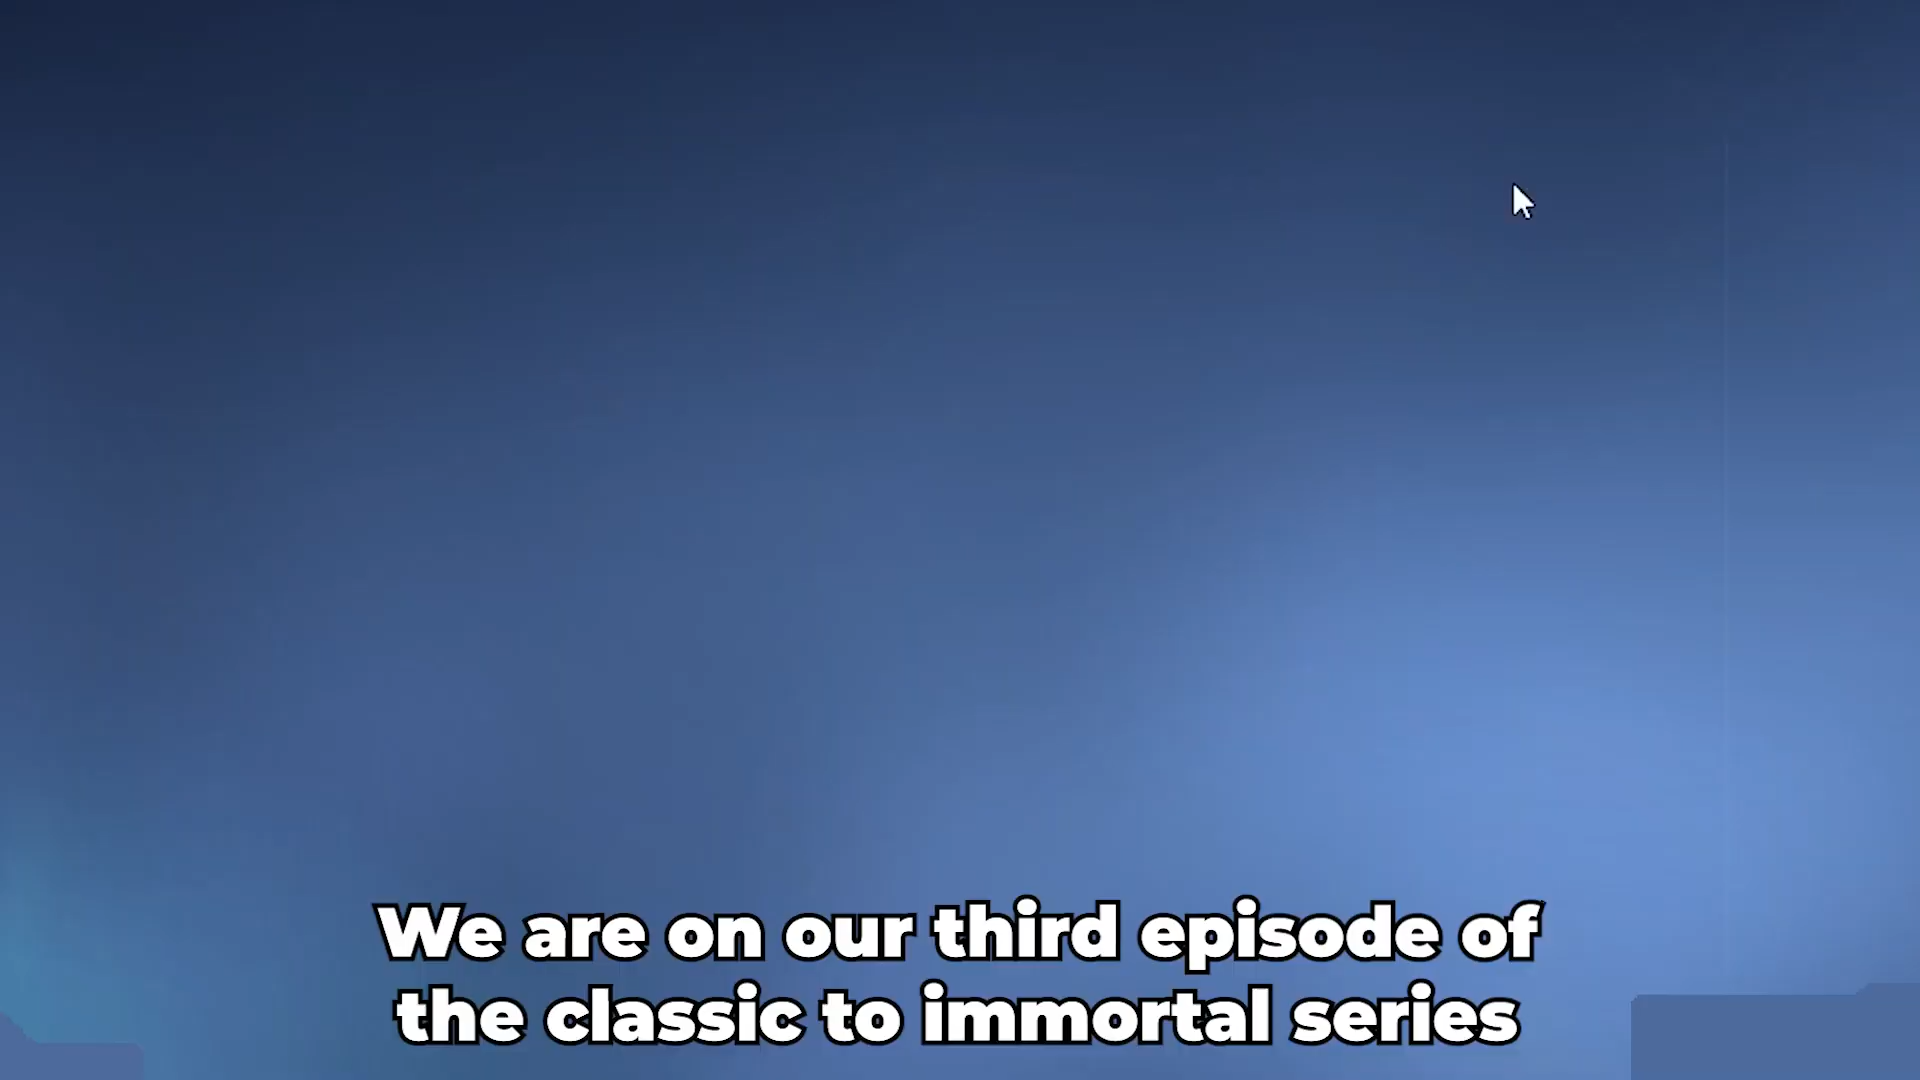 We are on our third episode of
the classic to immortal series